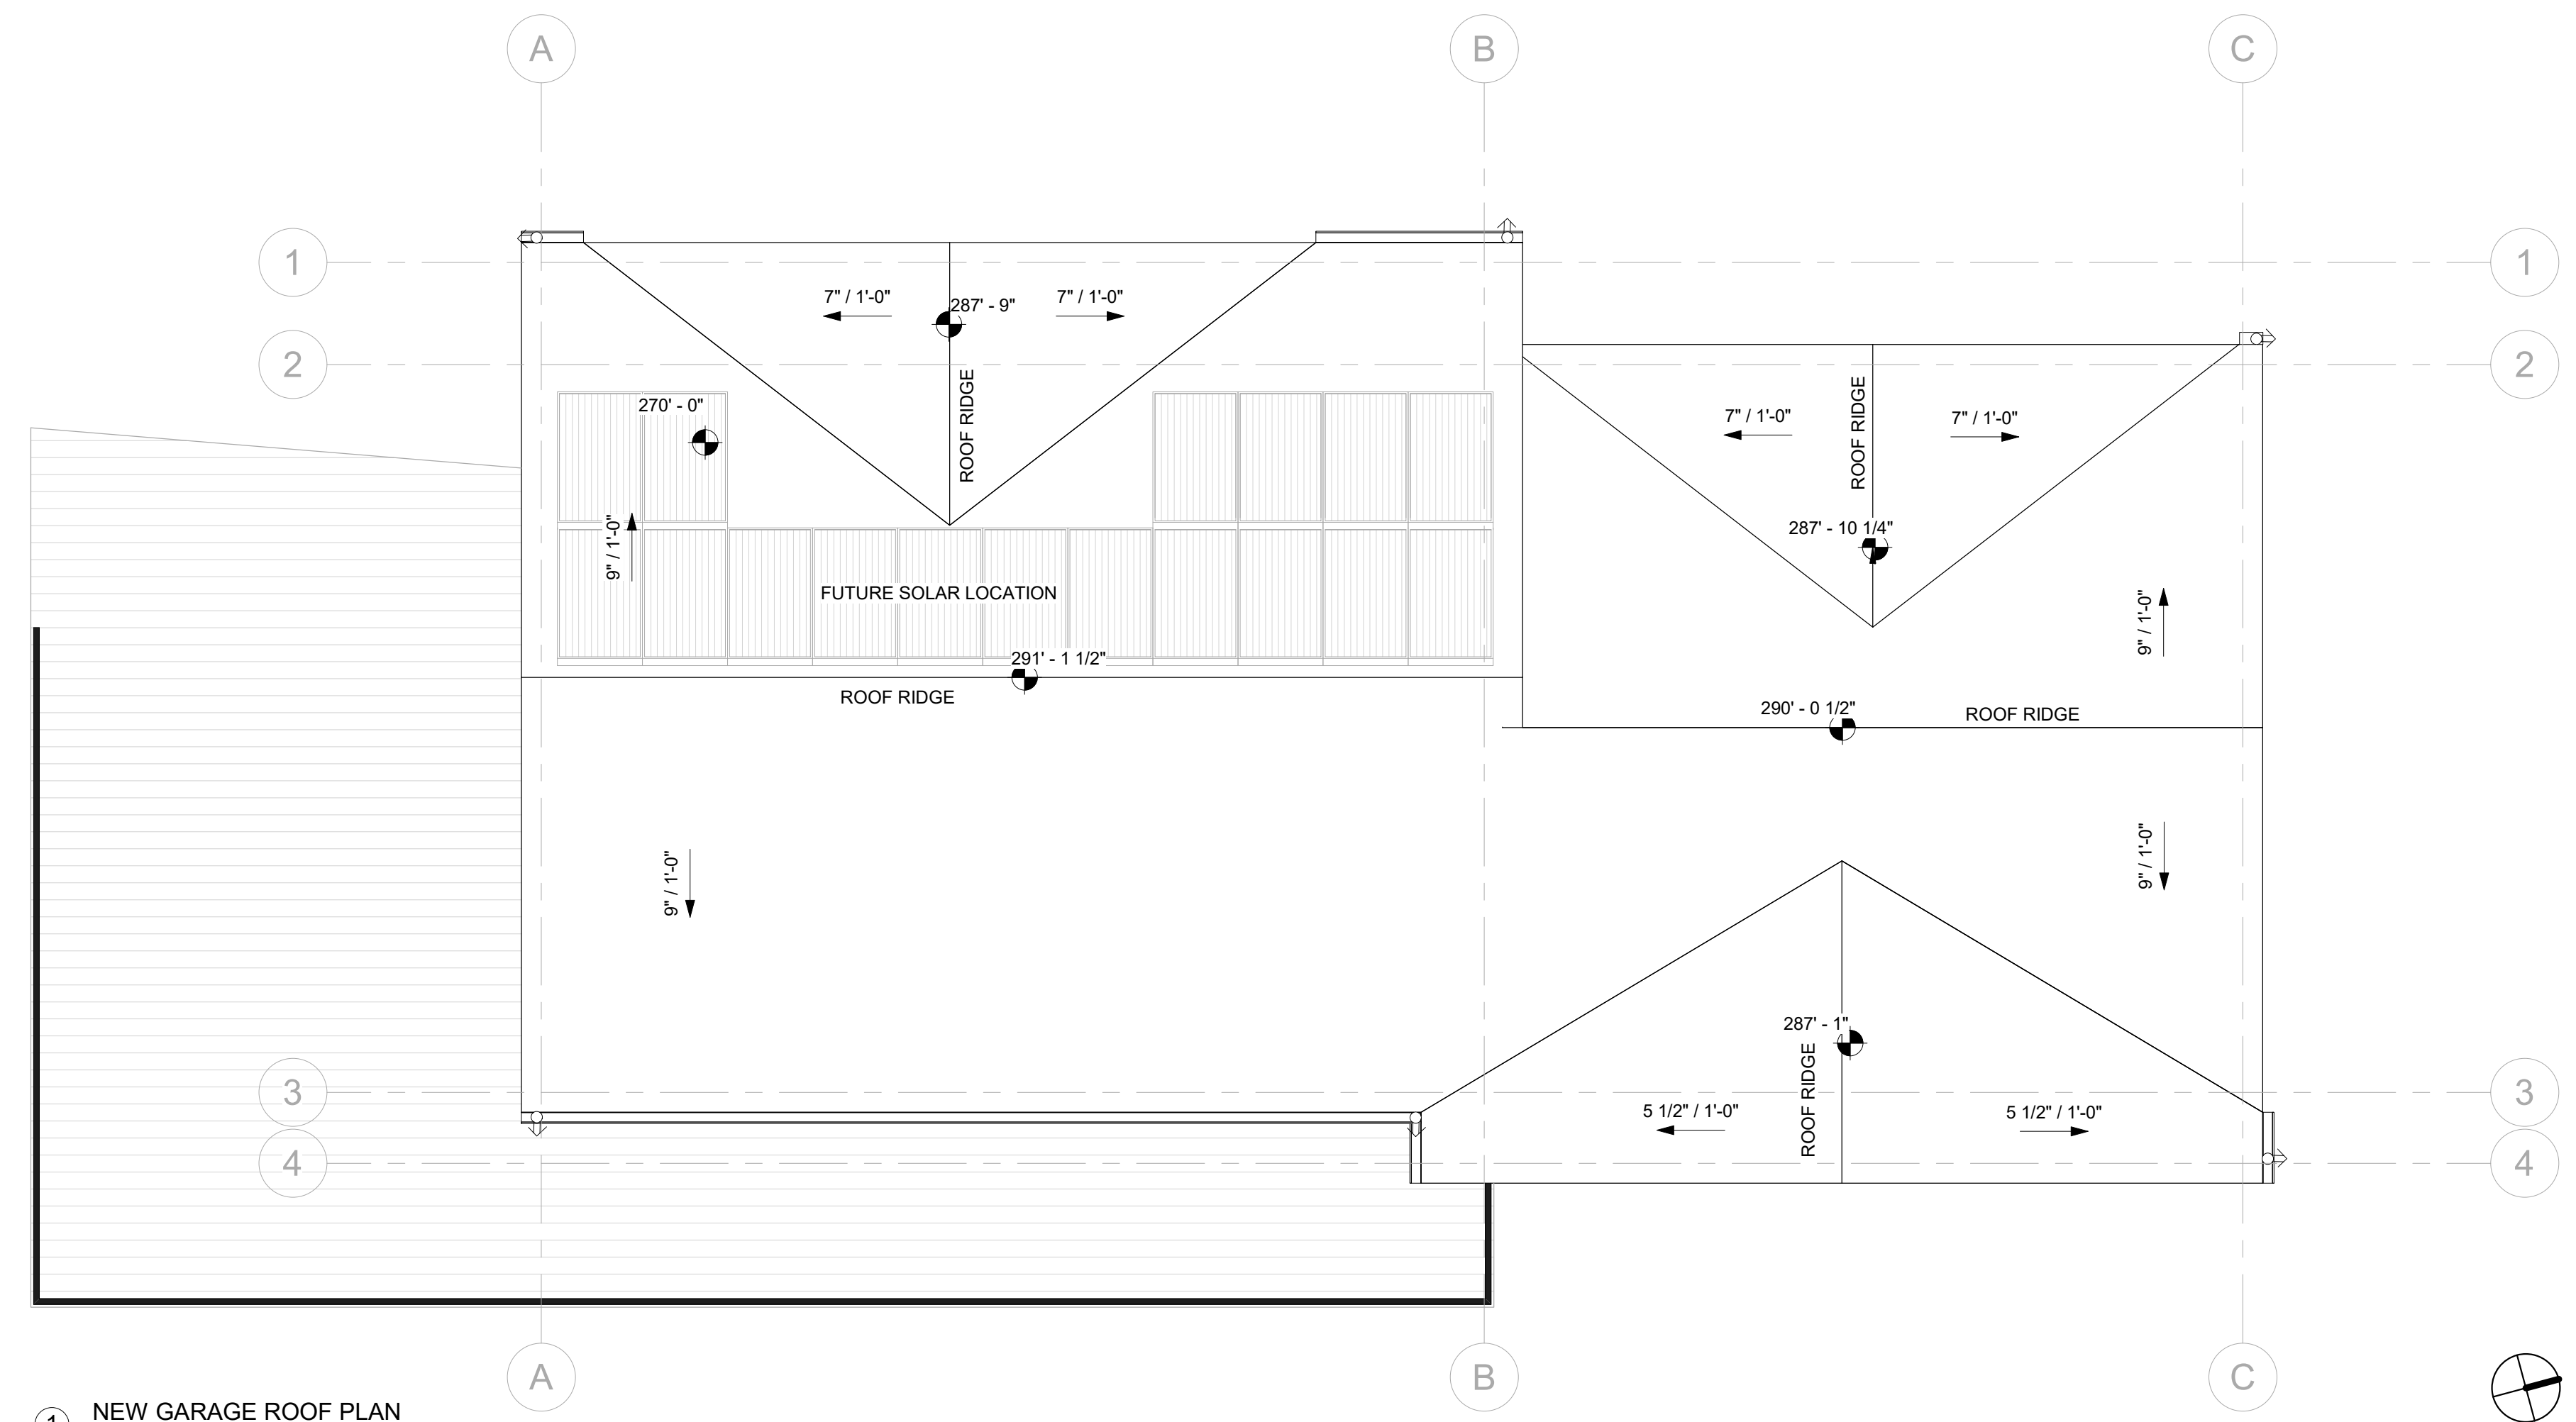 A
B
C
1
1
7" / 1'-0"
287' - 9"
7" / 1'-0"
2
2
ROOF RIDGE
270' - 0"
ROOF RIDGE
7" / 1'-0"
7" / 1'-0"
287' - 10 1/4"
9" / 1'-0"
FUTURE SOLAR LOCATION
9" / 1'-0"
291' - 1 1/2"
ROOF RIDGE
290' - 0 1/2"
ROOF RIDGE
9" / 1'-0"
9" / 1'-0"
287' - 1"
ROOF RIDGE
3
3
5 1/2" / 1'-0"
5 1/2" / 1'-0"
4
4
A
B
C
1
NEW GARAGE ROOF PLAN